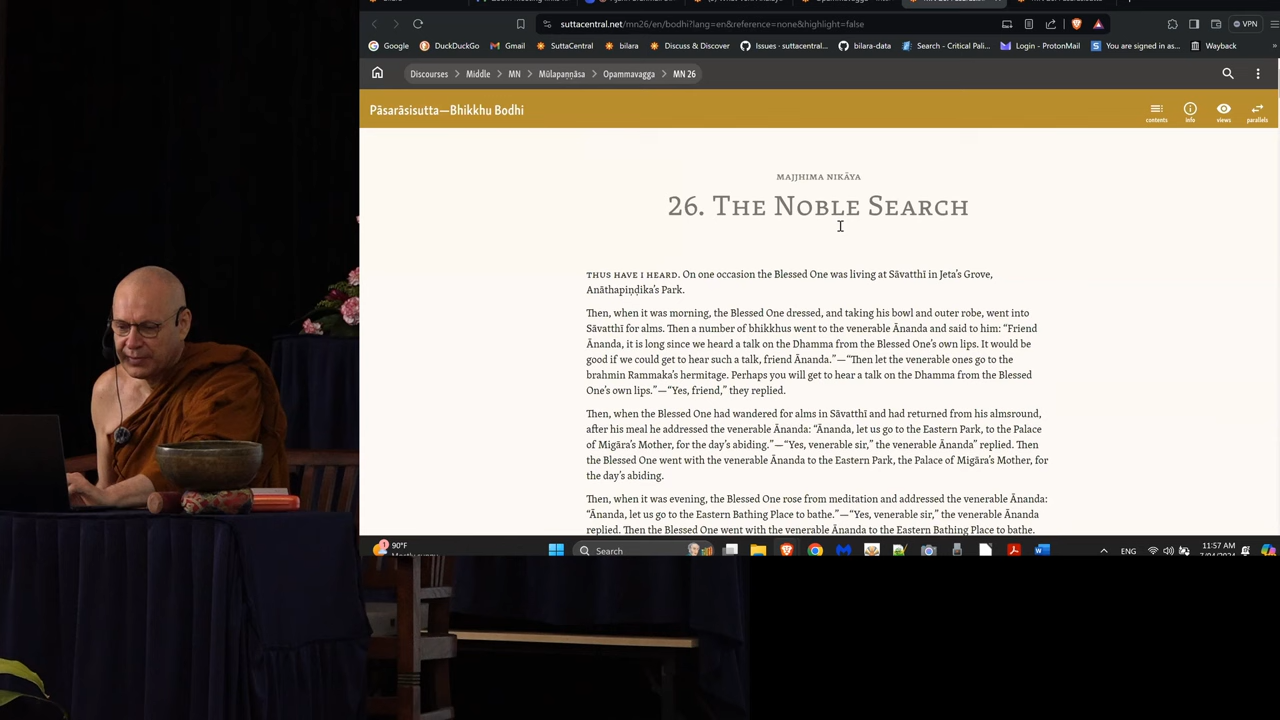 suttacentral.net/mn26/en/bodhi?lang=en&reference=none&highlight=false
VPN
Google DuckDuckGo Gmail SuttaCentral bilara Discuss & Discover Issues · suttacentral... bilara-data Search - Critical Pali... Login - ProtonMail You are signed in as... Wayback
Discourses Middle MN Mūlapaṇṇāsa Opammavagga MN 26
Pāsarāsisutta—Bhikkhu Bodhi
contents info views parallels
MAJJHIMA NIKĀYA
26. THE NOBLE SEARCH
THUS HAVE I HEARD. On one occasion the Blessed One was living at Sāvatthī in Jeta’s Grove,
Anāthapiṇḍika’s Park.
Then, when it was morning, the Blessed One dressed, and taking his bowl and outer robe, went into
Sāvatthī for alms. Then a number of bhikkhus went to the venerable Ānanda and said to him: “Friend
Ānanda, it is long since we heard a talk on the Dhamma from the Blessed One’s own lips. It would be
good if we could get to hear such a talk, friend Ānanda.”—“Then let the venerable ones go to the
brahmin Rammaka’s hermitage. Perhaps you will get to hear a talk on the Dhamma from the Blessed
One’s own lips.”—“Yes, friend,” they replied.
Then, when the Blessed One had wandered for alms in Sāvatthī and had returned from his almsround,
after his meal he addressed the venerable Ānanda: “Ānanda, let us go to the Eastern Park, to the Palace
of Migāra’s Mother, for the day’s abiding.”—“Yes, venerable sir,” the venerable Ānanda” replied. Then
the Blessed One went with the venerable Ānanda to the Eastern Park, the Palace of Migāra’s Mother, for
the day’s abiding.
Then, when it was evening, the Blessed One rose from meditation and addressed the venerable Ānanda:
“Ānanda, let us go to the Eastern Bathing Place to bathe.”—“Yes, venerable sir,” the venerable Ānanda
replied. Then the Blessed One went with the venerable Ānanda to the Eastern Bathing Place to bathe.
90°F
Search
ENG
11:57 AM